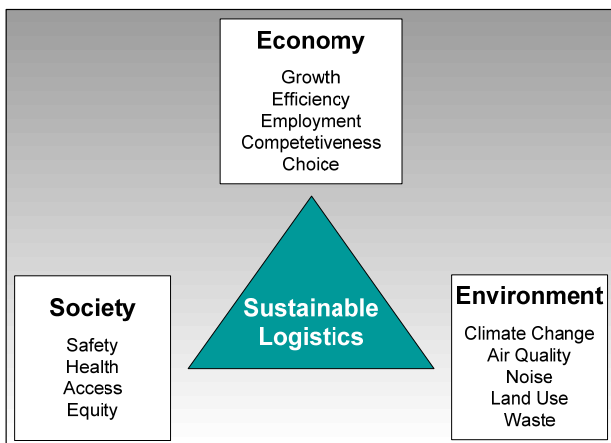 Economy
Growth
Efficiency
Employment
Competetiveness
Choice
Society
Safety
Health
Access
Equity
Sustainable
Logistics
Environment
Climate Change
Air Quality
Noise
Land Use
Waste